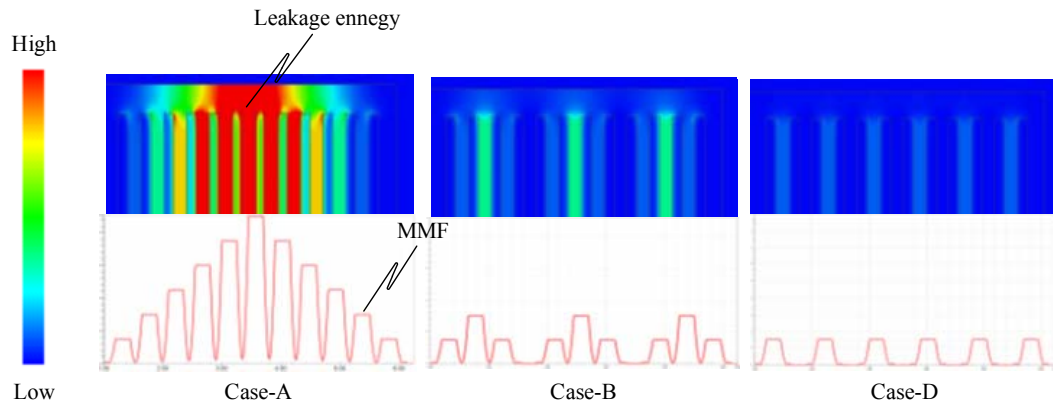 Leakage ennegy
High
MMF
Low
Case-A
Case-B
Case-D